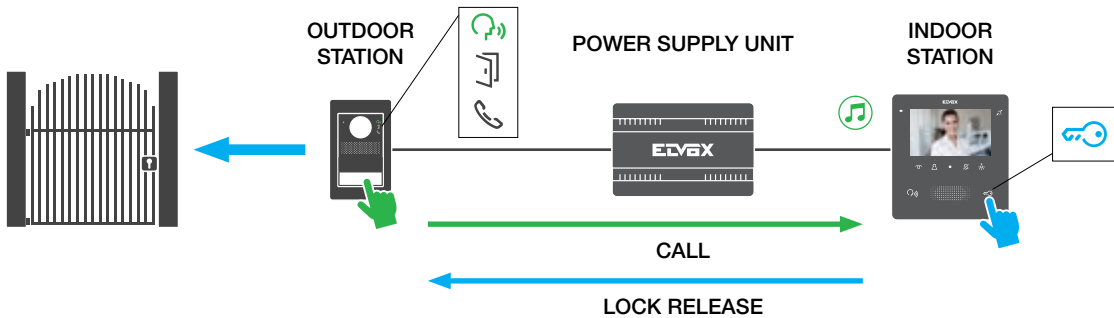 OUTDOOR
STATION
POWER SUPPLY UNIT
INDOOR
STATION
ELVOX
ELVOX
CALL
LOCK RELEASE